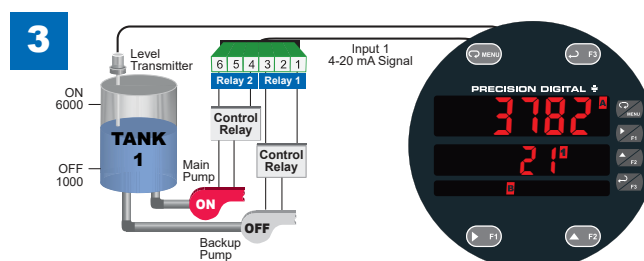 3
Level
Transmitter
Input 1
4-20 mA Signal
6 5 4 3 2 1
Relay 2 Relay 1
Control
Relay
Control
Relay
ON
6000
TANK
1
OFF
1000
Main
Pump
ON
OFF
Backup
Pump
MENU
F3
PRECISION DIGITAL
3782 A
21 1
B
MENU
F1
F2
F3
F1
F2